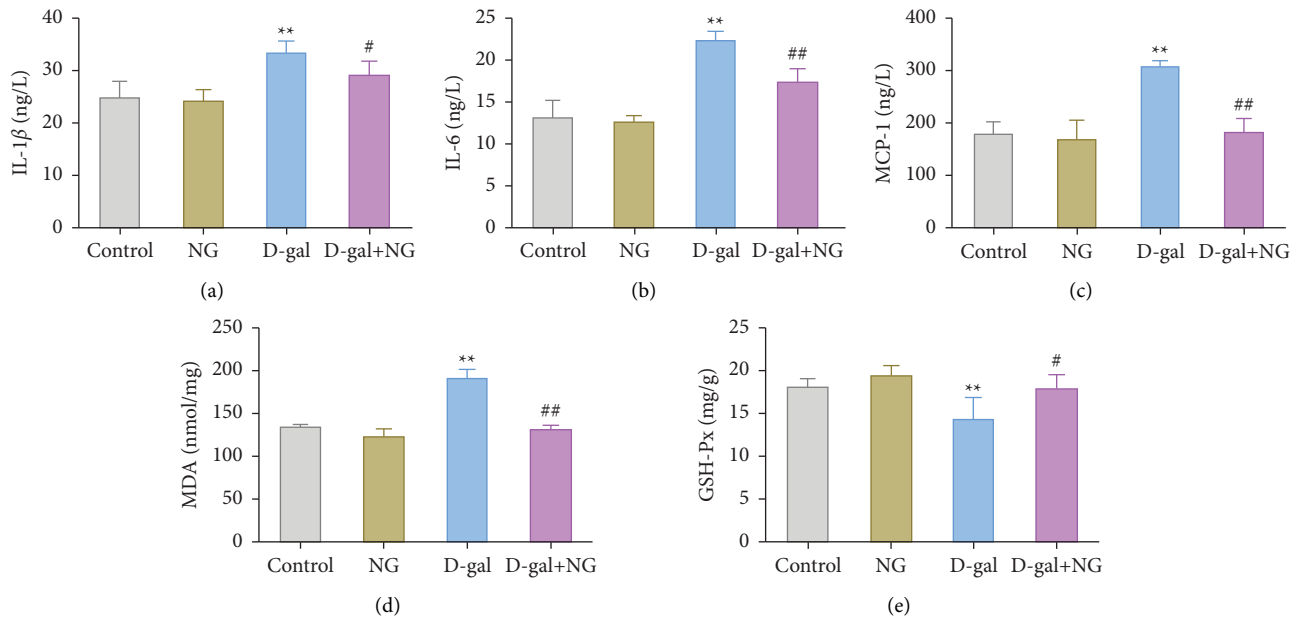 IL-1β (ng/L)
40
30
20
10
0
**
#
Control NG D-gal D-gal+NG
(a)
IL-6 (ng/L)
25
20
15
10
5
0
**
##
Control NG D-gal D-gal+NG
(b)
MCP-1 (ng/L)
400
300
200
100
0
**
##
Control NG D-gal D-gal+NG
(c)
MDA (nmol/mg)
250
200
150
100
50
0
**
##
Control NG D-gal D-gal+NG
(d)
GSH-Px (mg/g)
25
20
15
10
5
0
**
#
Control NG D-gal D-gal+NG
(e)